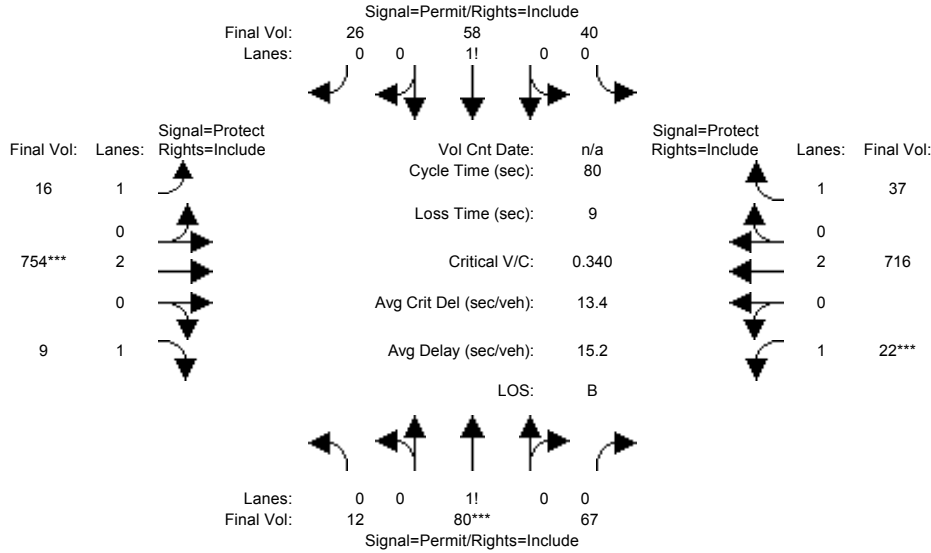 Signal=Permit/Rights=Include
Final Vol: 26 58 40
Lanes: 0 0 1! 0 0
Signal=Protect Signal=Protect
Final Vol: Lanes: Rights=Include Vol Cnt Date: n/a Rights=Include Lanes: Final Vol:
Cycle Time (sec): 80
16 1 1 37
Loss Time (sec): 9
0 0
754*** 2 Critical V/C: 0.340 2 716
0 Avg Crit Del (sec/veh): 13.4 0
9 1 Avg Delay (sec/veh): 15.2 1 22***
LOS: B
Lanes: 0 0 1! 0 0
Final Vol: 12 80*** 67
Signal=Permit/Rights=Include